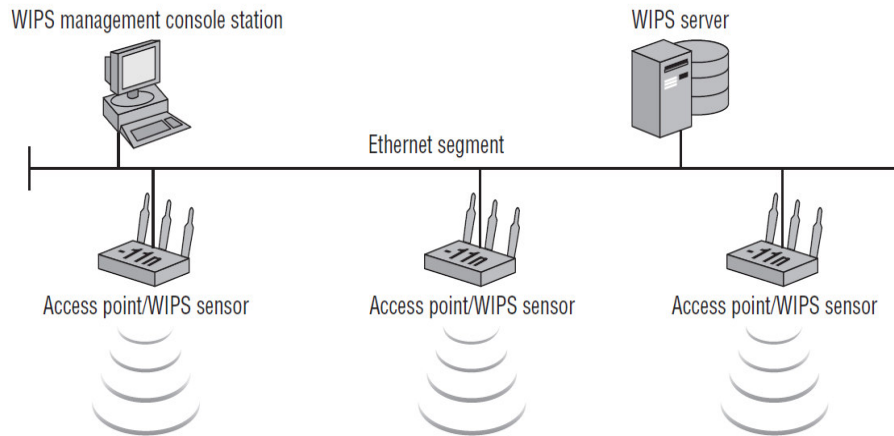 WIPS management console station
WIPS server
Ethernet segment
-11n
-11n
-11n
Access point/WIPS sensor
Access point/WIPS sensor
Access point/WIPS sensor